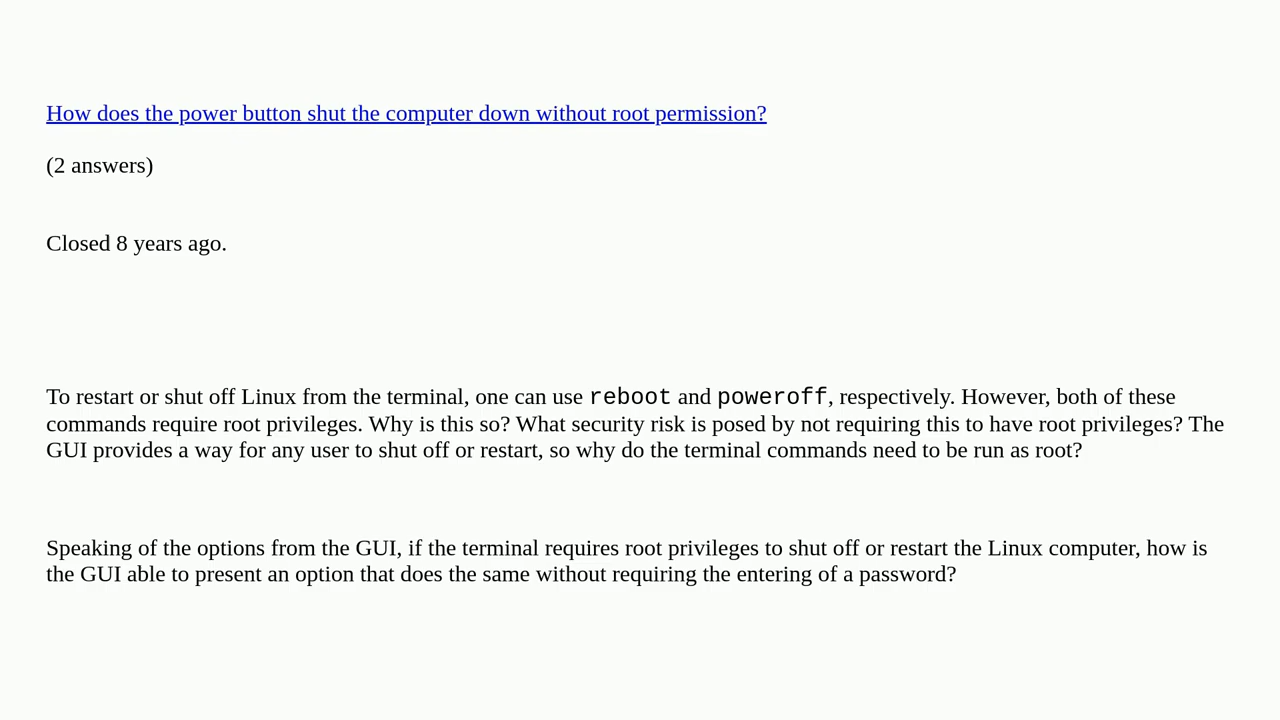 How does the power button shut the computer down without root permission?
(2 answers)
Closed 8 years ago.
To restart or shut off Linux from the terminal, one can use reboot and poweroff, respectively. However, both of these
commands require root privileges. Why is this so? What security risk is posed by not requiring this to have root privileges? The
GUI provides a way for any user to shut off or restart, so why do the terminal commands need to be run as root?
Speaking of the options from the GUI, if the terminal requires root privileges to shut off or restart the Linux computer, how is
the GUI able to present an option that does the same without requiring the entering of a password?